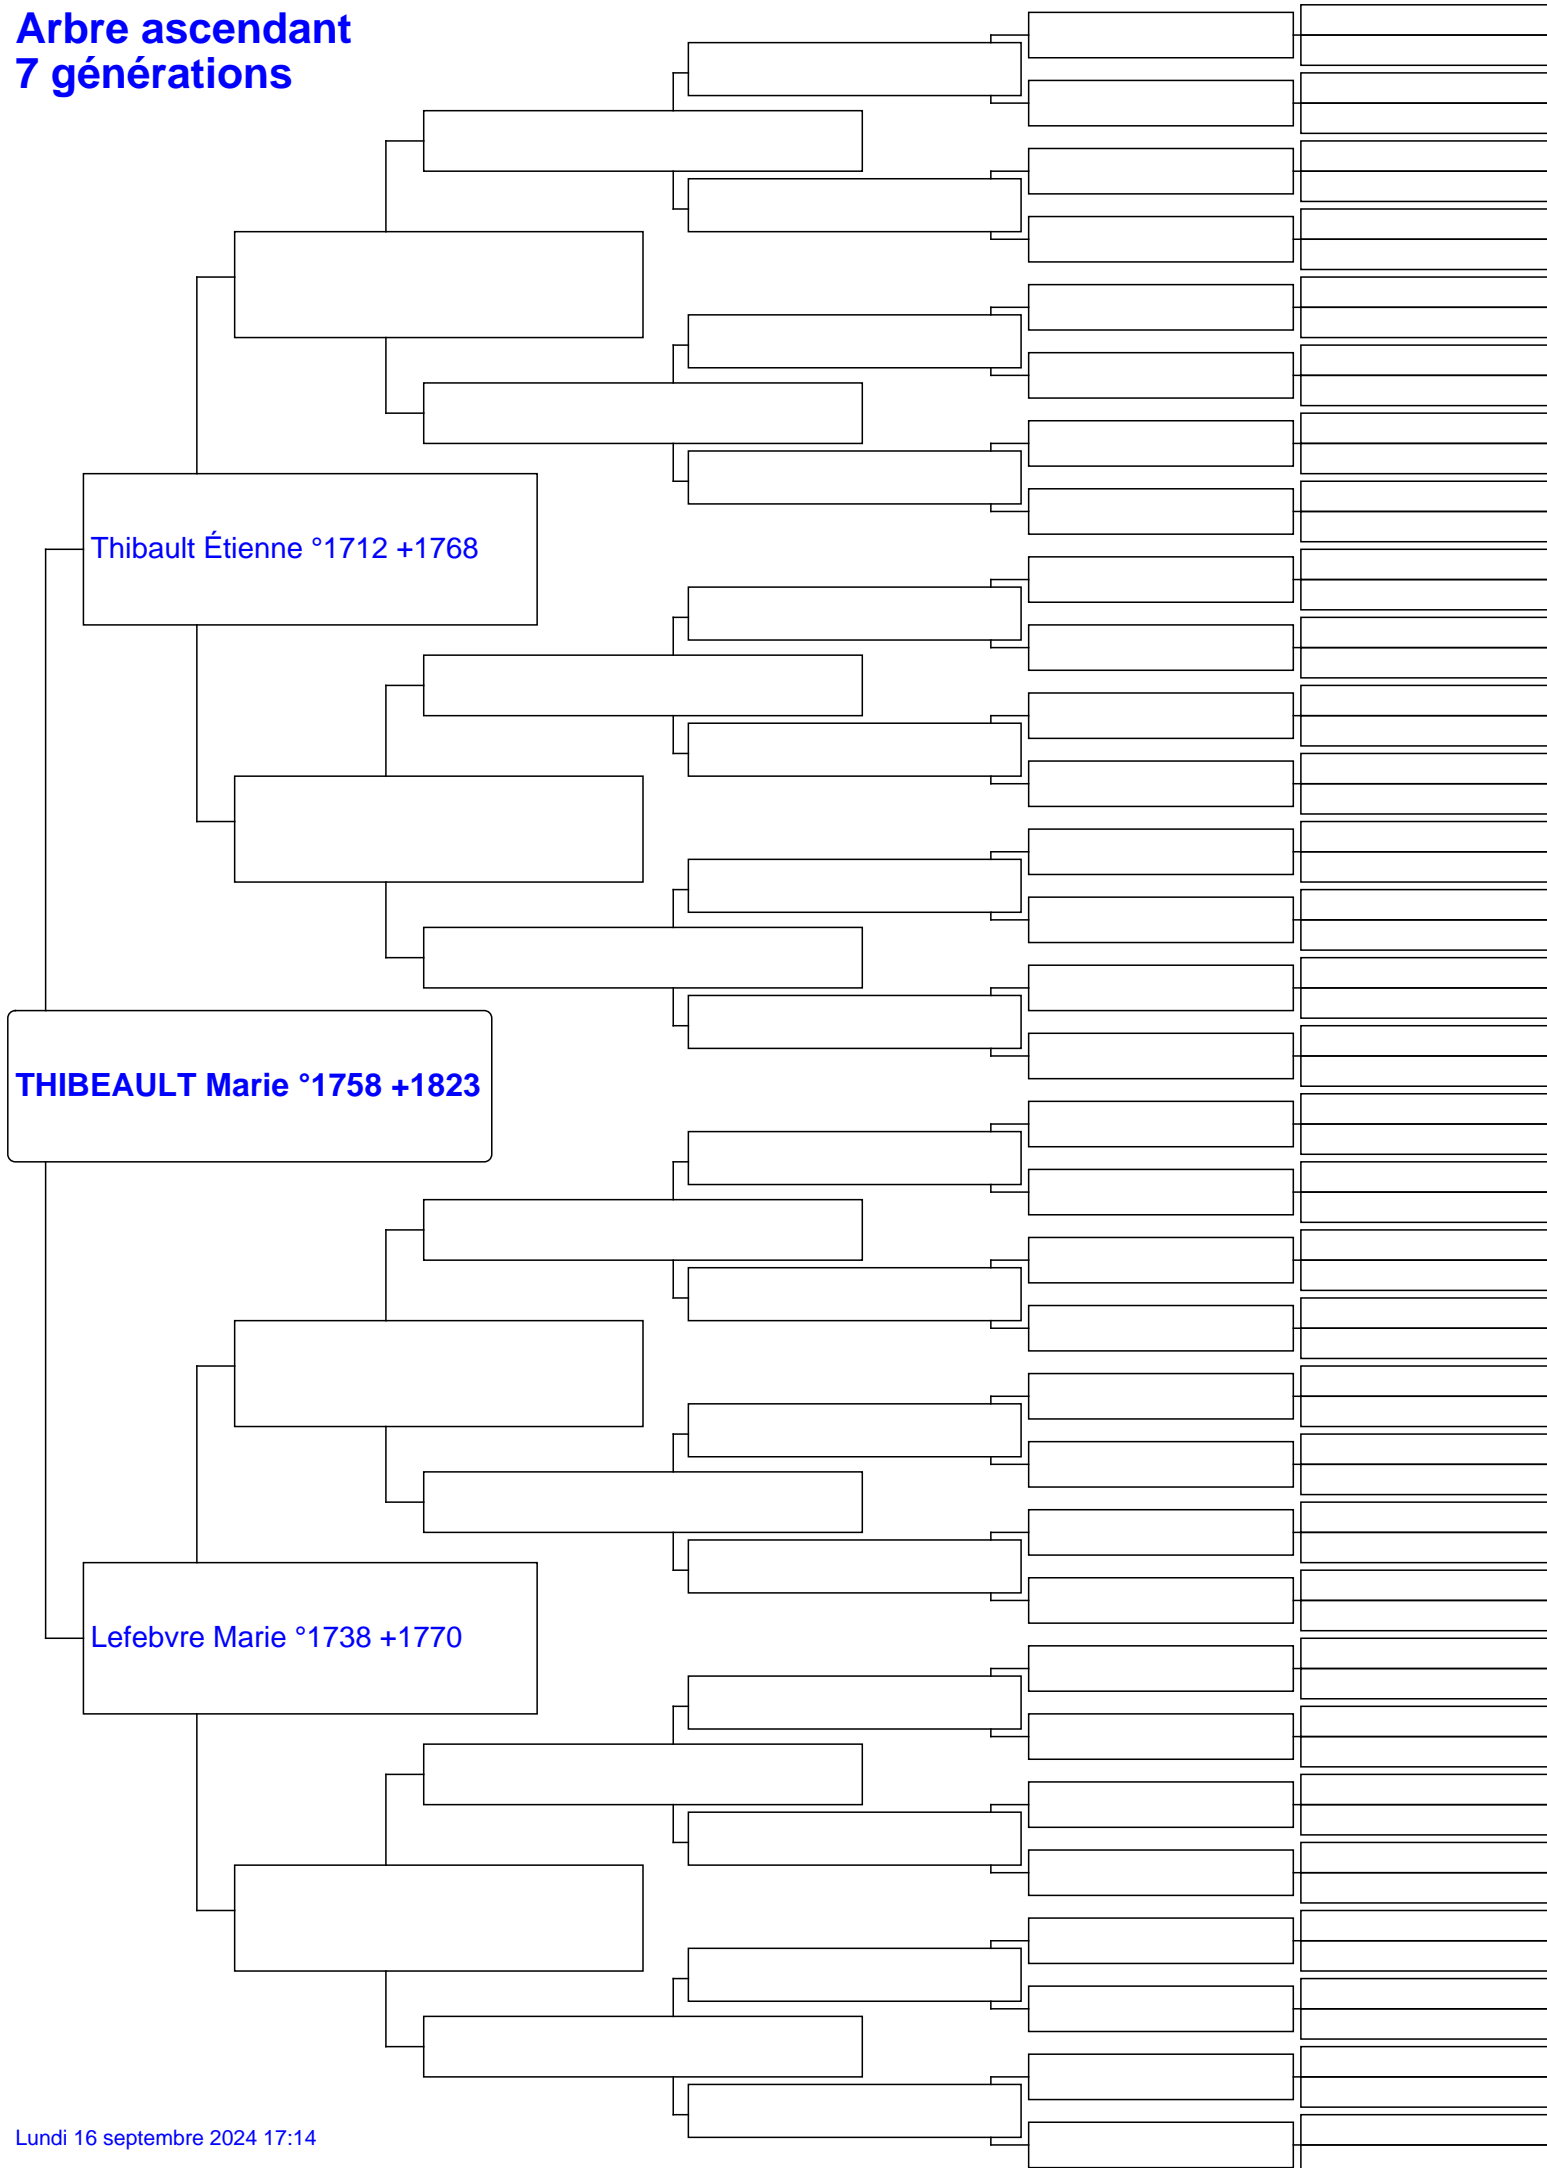 Arbre ascendant
7 générations
Thibault Étienne °1712 +1768
THIBEAULT Marie °1758 +1823
Lefebvre Marie °1738 +1770
Lundi 16 septembre 2024 17:14